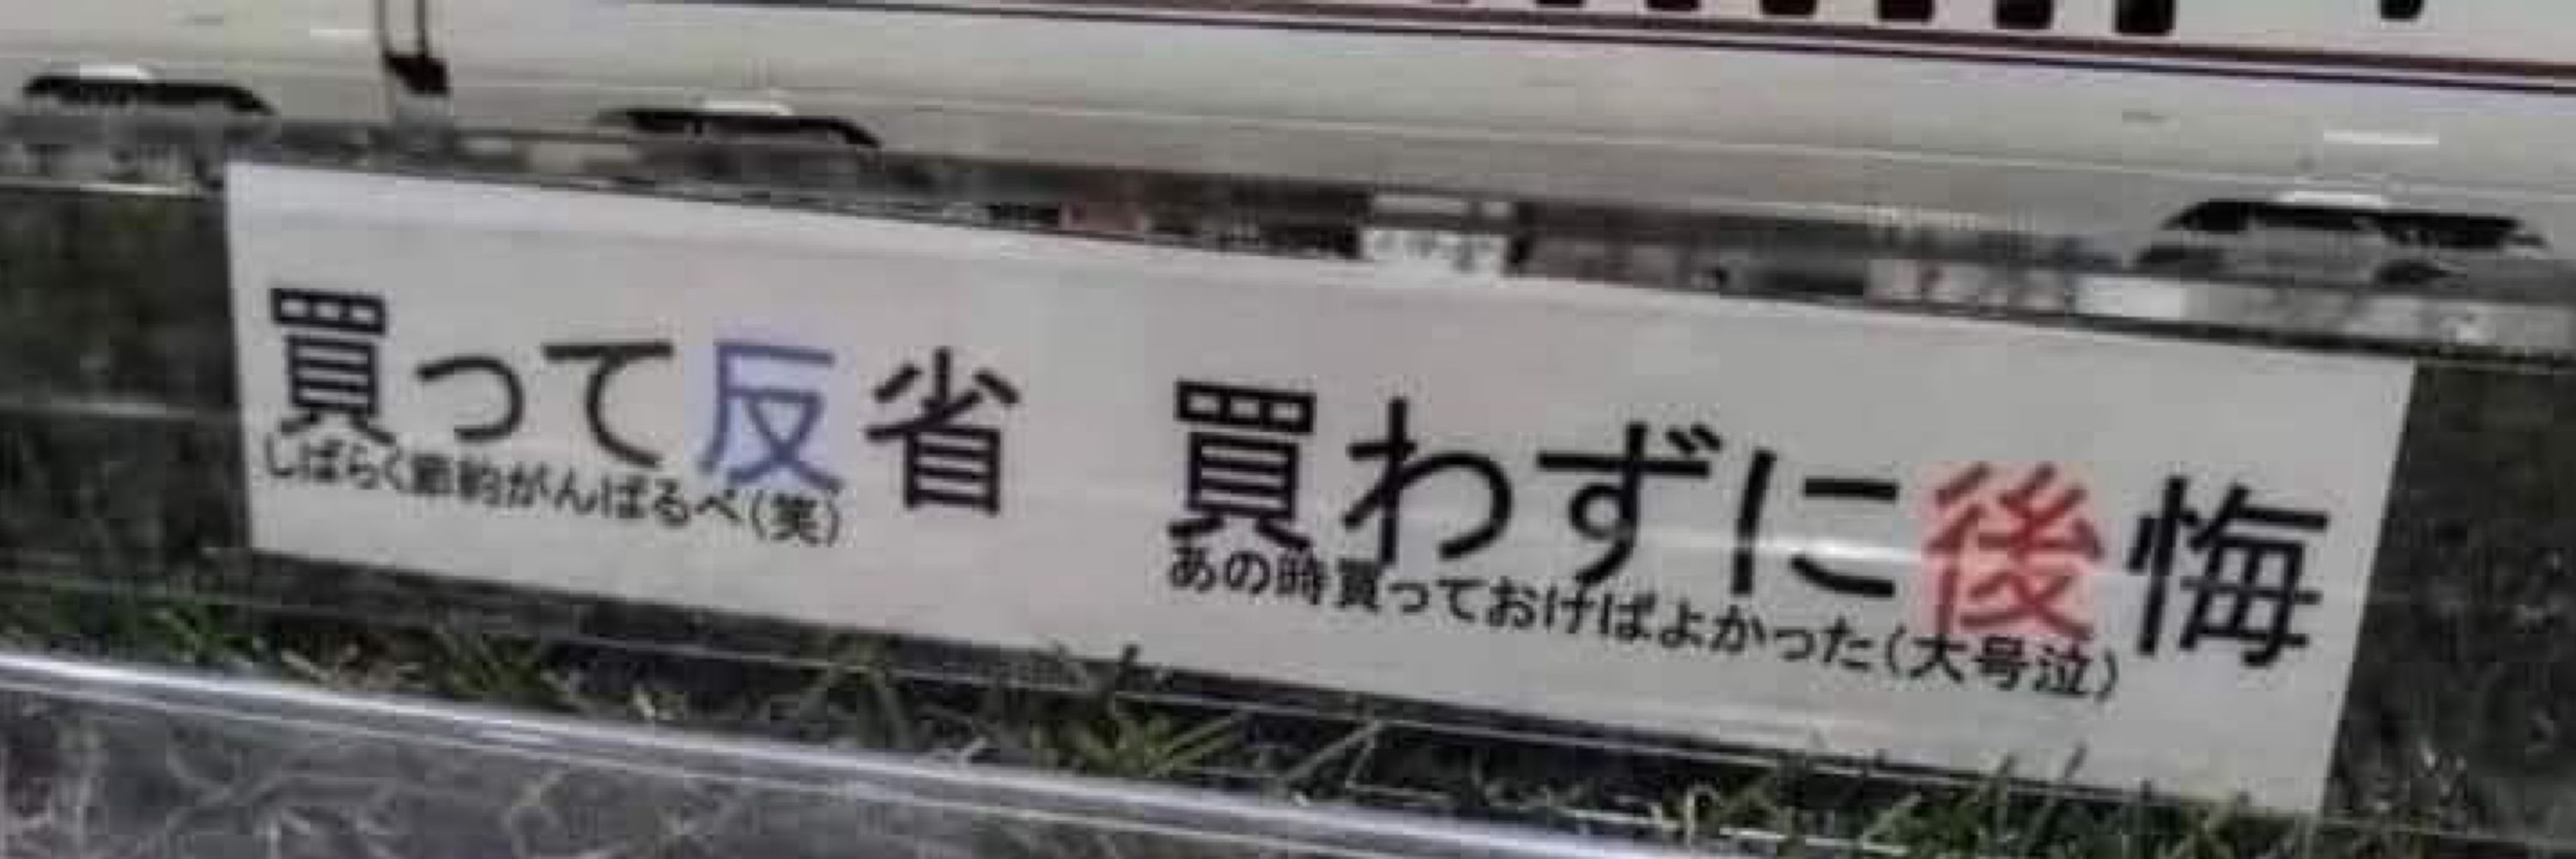 買って反省 買わずに後悔
しばらく節約がんばるべ(笑) あの時買っておけばよかった(大号泣)